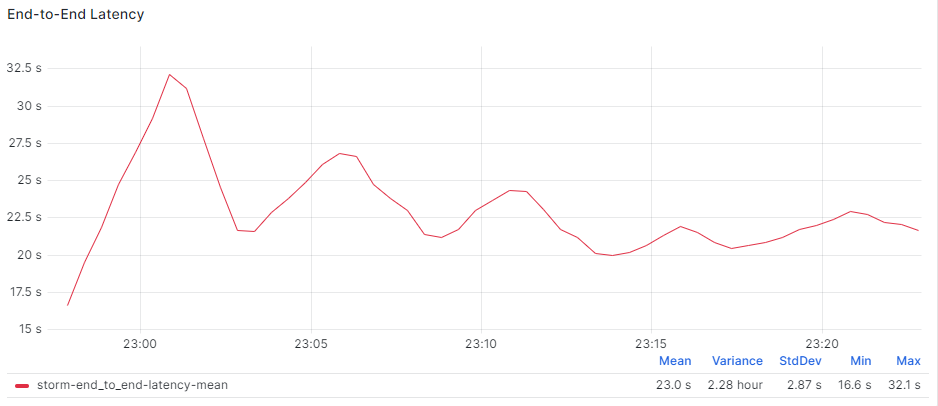 End-to-End Latency
32.5 s
30 s
27.5 s
25 s
22.5 s
20 s
17.5 s
15 s
23:00 23:05 23:10 23:15 23:20
Mean Variance StdDev Min Max
storm-end_to_end-latency-mean 23.0 s 2.28 hour 2.87 s 16.6 s 32.1 s